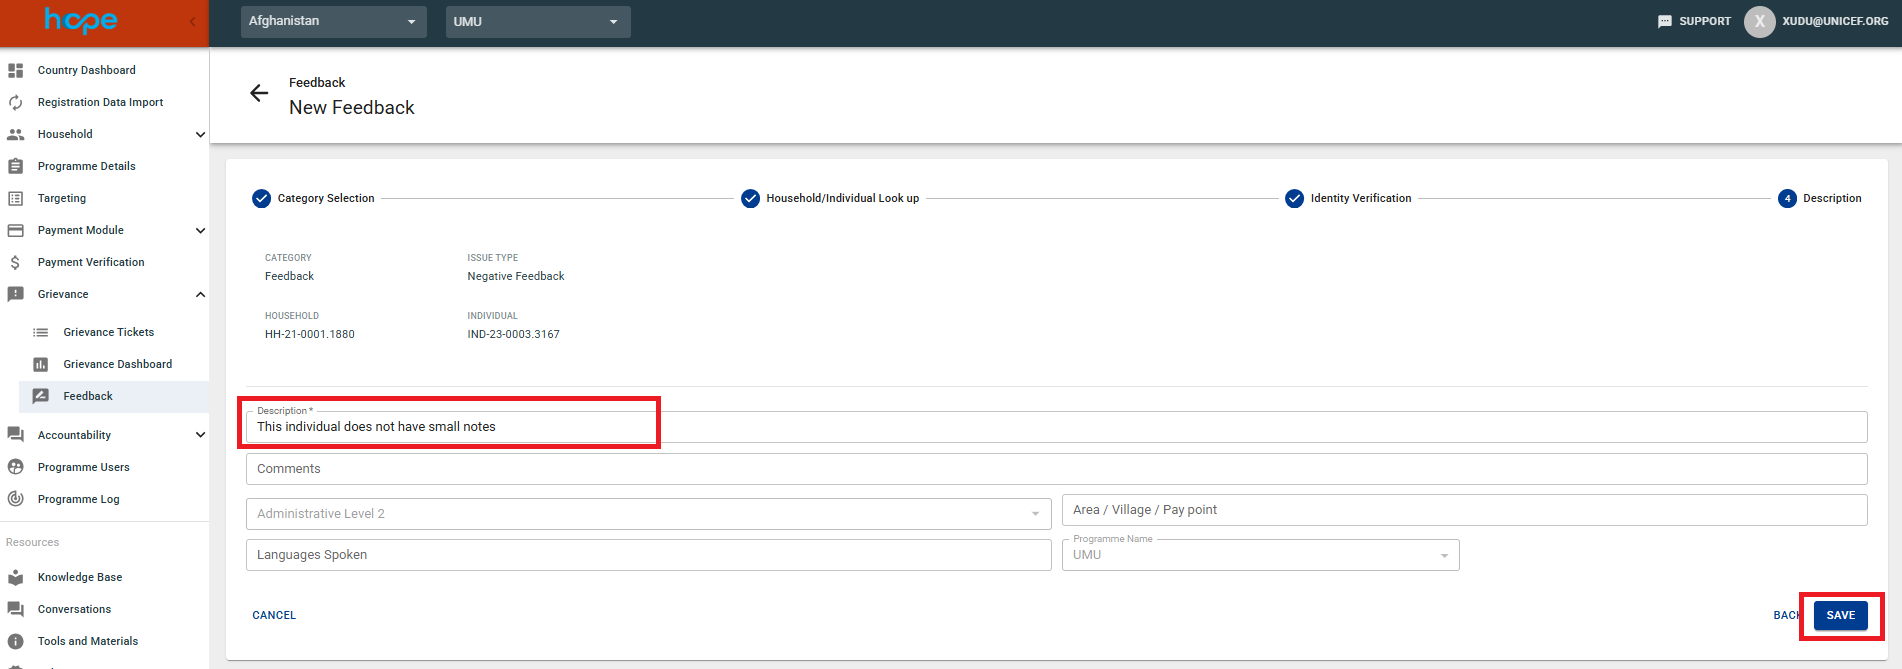 hope
Afghanistan
UMU
SUPPORT
X
XUDU@UNICEF.ORG
Country Dashboard
Registration Data Import
Household
Programme Details
Targeting
Payment Module
Payment Verification
Grievance
Grievance Tickets
Grievance Dashboard
Feedback
Accountability
Programme Users
Programme Log
Resources
Knowledge Base
Conversations
Tools and Materials
Feedback
New Feedback
Category Selection
Household/Individual Look up
Identity Verification
4 Description
CATEGORY
Feedback
ISSUE TYPE
Negative Feedback
HOUSEHOLD
HH-21-0001.1880
INDIVIDUAL
IND-23-0003.3167
Description *
This individual does not have small notes
Comments
Administrative Level 2
Area / Village / Pay point
Languages Spoken
Programme Name
UMU
CANCEL
BACK
SAVE